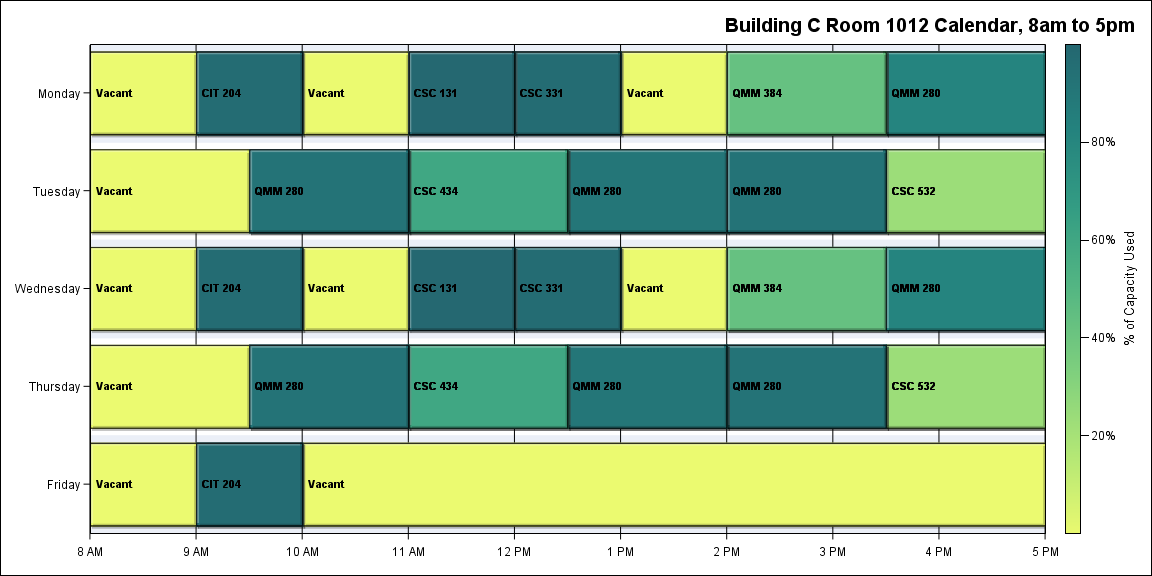 Building C Room 1012 Calendar, 8am to 5pm
Monday
Vacant
CIT 204
Vacant
CSC 131
CSC 331
Vacant
QMM 384
QMM 280
Tuesday
Vacant
QMM 280
CSC 434
QMM 280
QMM 280
CSC 532
Wednesday
Vacant
CIT 204
Vacant
CSC 131
CSC 331
Vacant
QMM 384
QMM 280
Thursday
Vacant
QMM 280
CSC 434
QMM 280
QMM 280
CSC 532
Friday
Vacant
CIT 204
Vacant
8 AM
9 AM
10 AM
11 AM
12 PM
1 PM
2 PM
3 PM
4 PM
5 PM
80%
60%
40%
20%
% of Capacity Used